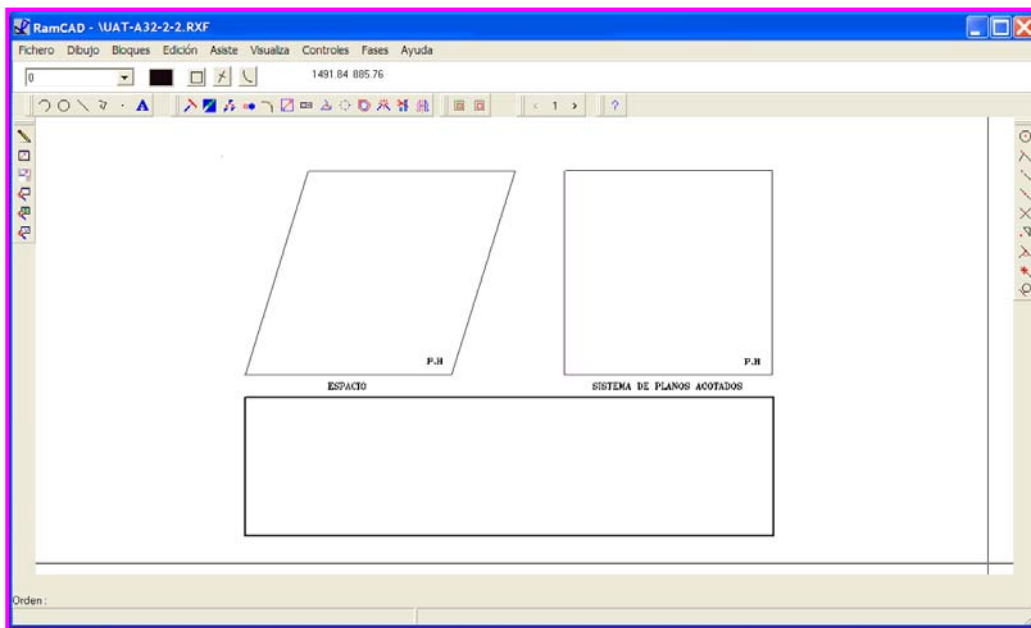 RamCAD - \UAT-A32-2-2.RXF
Fichero Dibujo Bloques Edición Asiste Visualiza Controles Fases Ayuda
0 1491.84 885.76
A < 1 > ?
P.H P.H
ESPACIO SISTEMA DE PLANOS ACOTADOS
Orden: